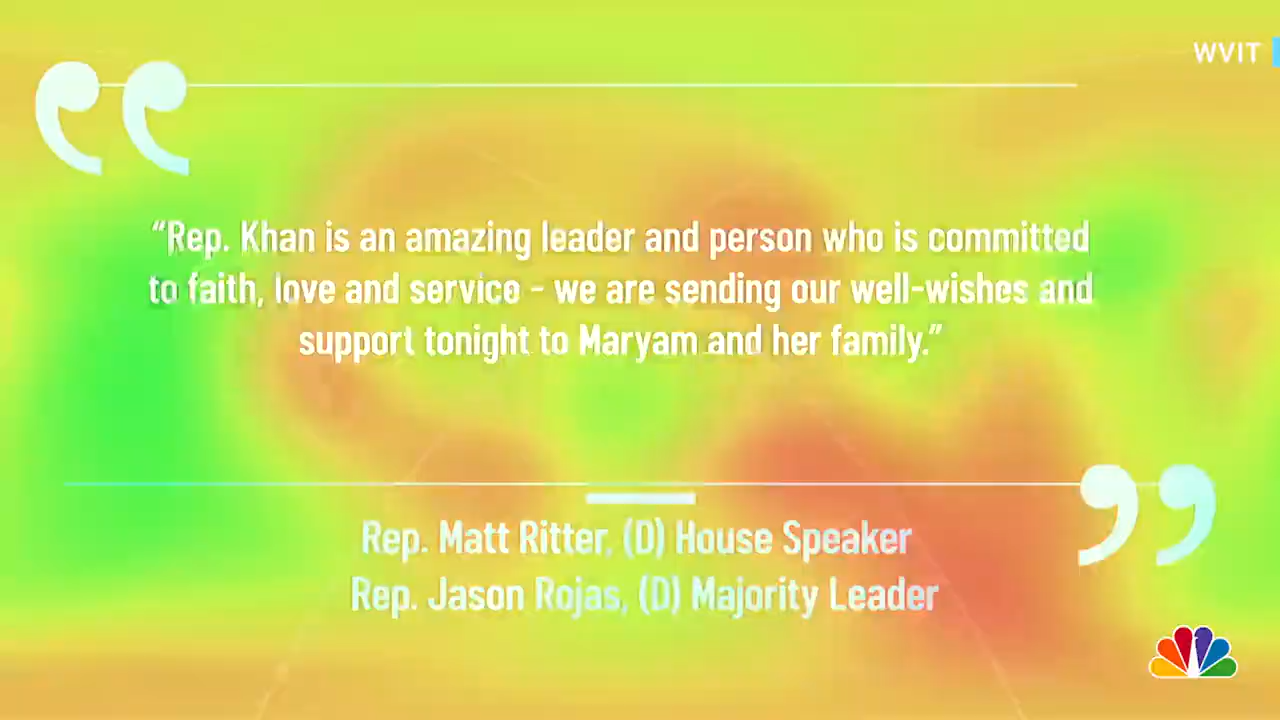 WVIT
“Rep. Khan is an amazing leader and person who is committed
to faith, love and service - we are sending our well-wishes and
support tonight to Maryam and her family.”
Rep. Matt Ritter, (D) House Speaker
Rep. Jason Rojas, (D) Majority Leader